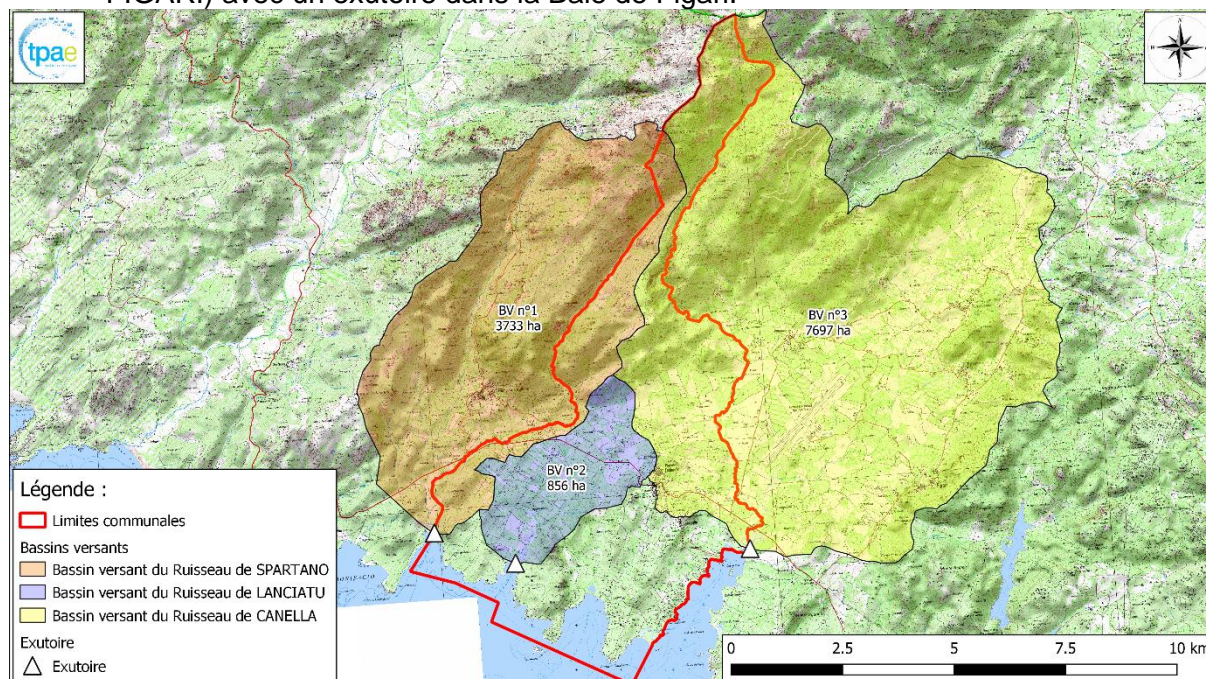 FIGARI) avec un exutoire dans la Baie de Figari.
tpae
N
BV n°1
3733 ha
BV n°3
7697 ha
BV n°2
856 ha
Légende :
Limites communales
Bassins versants
Bassin versant du Ruisseau de SPARTANO
Bassin versant du Ruisseau de LANCIATU
Bassin versant du Ruisseau de CANELLA
Exutoire
Exutoire
0 2.5 5 7.5 10 km